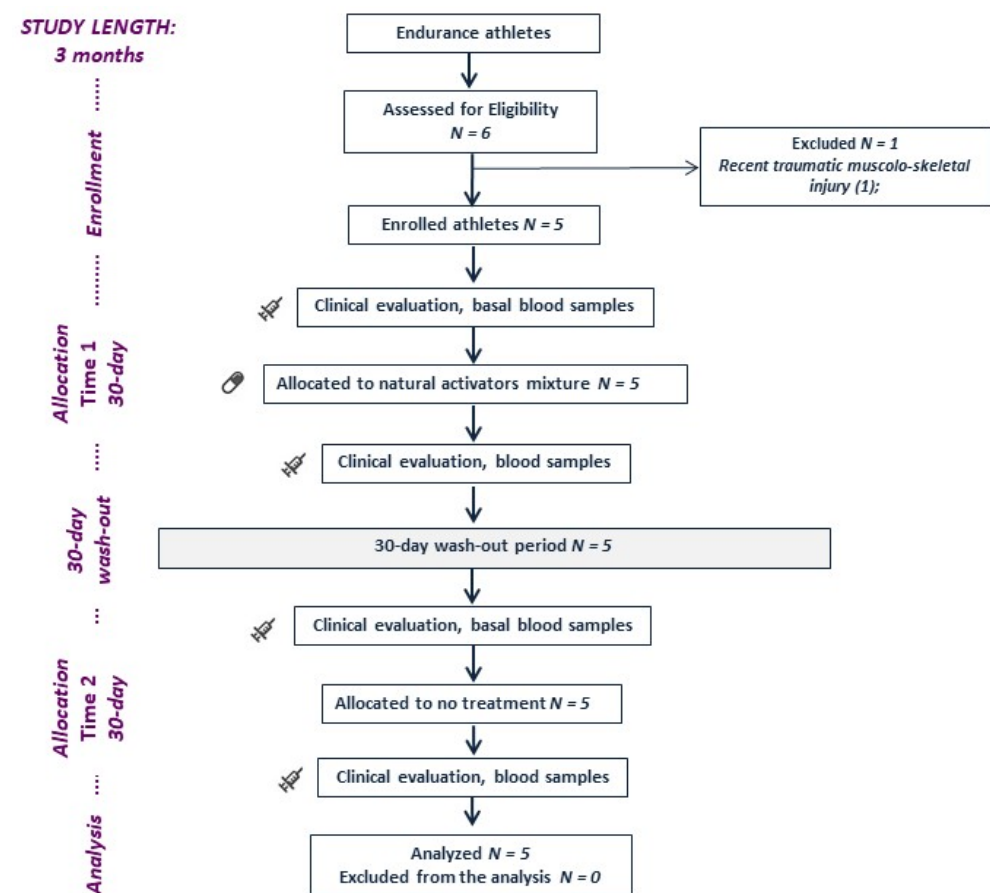 STUDY LENGTH:
3 months
Endurance athletes
Enrollment
Assessed for Eligibility
N = 6
Excluded N = 1
Recent traumatic muscolo-skeletal
injury (1);
Enrolled athletes N = 5
Clinical evaluation, basal blood samples
Allocation
Time 1
30-day
Allocated to natural activators mixture N = 5
Clinical evaluation, blood samples
30-day
wash-out
30-day wash-out period N = 5
Clinical evaluation, basal blood samples
Allocation
Time 2
30-day
Allocated to no treatment N = 5
Clinical evaluation, blood samples
Analysis
Analyzed N = 5
Excluded from the analysis N = 0